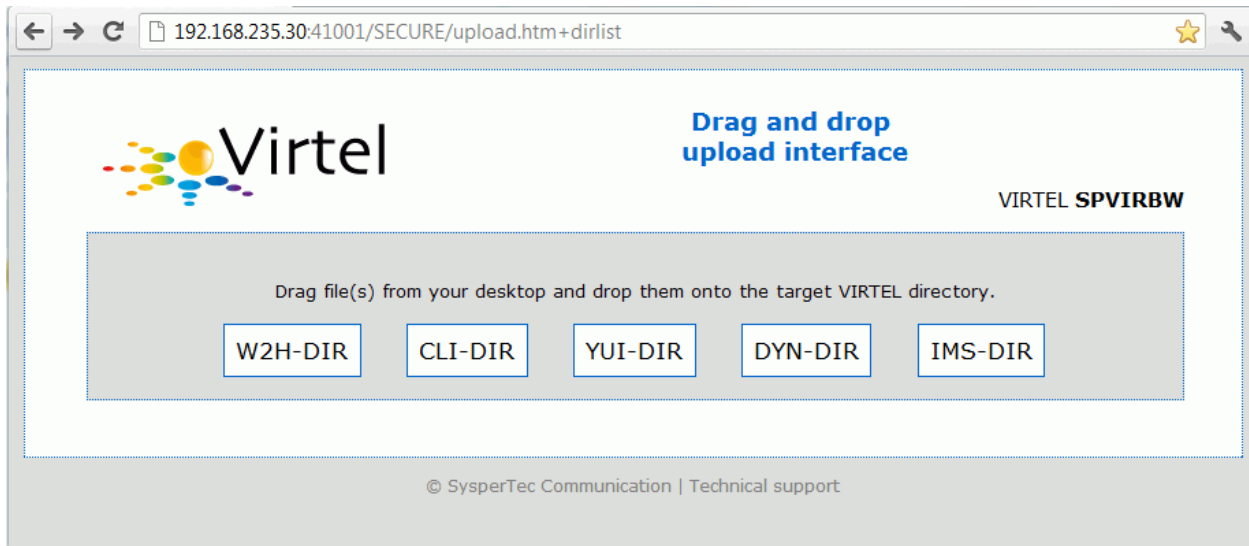 192.168.235.30:41001/SECURE/upload.htm+dirlist
Virtel
Drag and drop
upload interface
VIRTEL SPVIRBW
Drag file(s) from your desktop and drop them onto the target VIRTEL directory.
W2H-DIR CLI-DIR YUI-DIR DYN-DIR IMS-DIR
© SysperTec Communication | Technical support